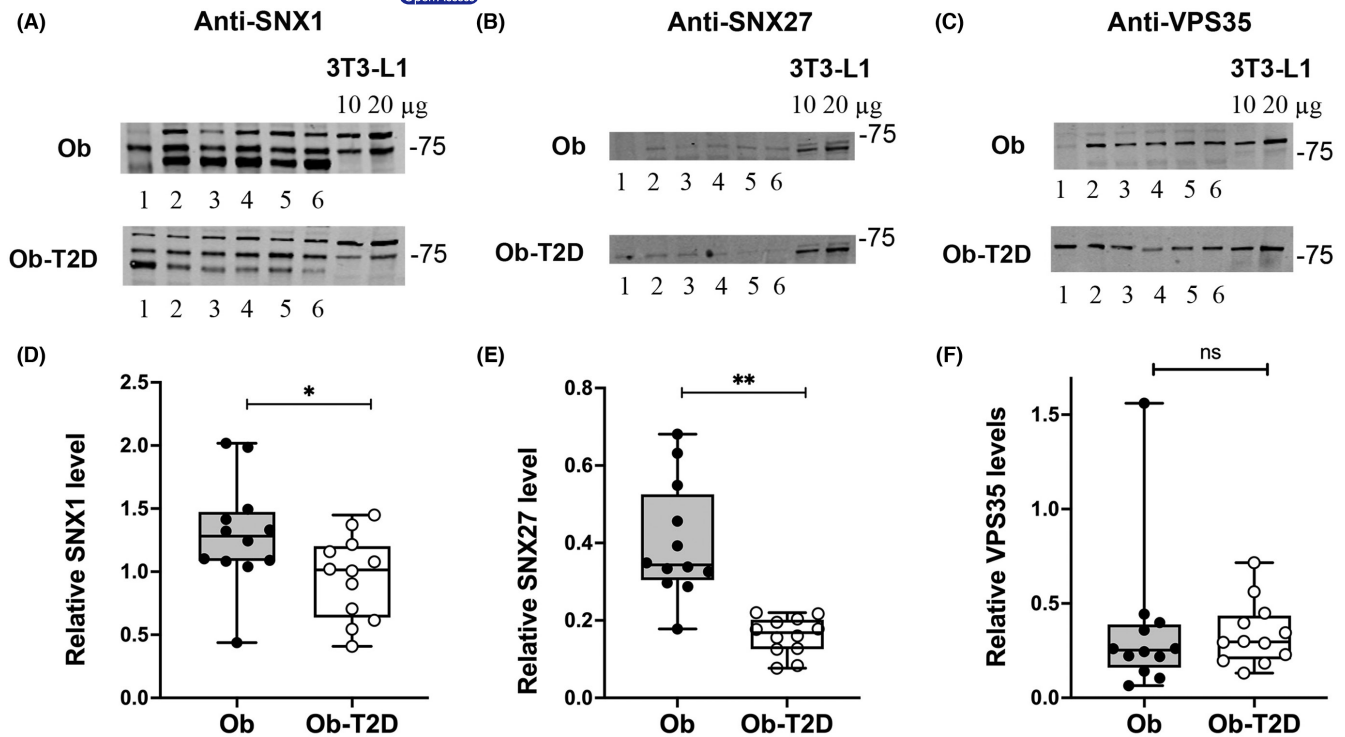 Open Access
(A) Anti-SNX1
3T3-L1
10 20 µg
Ob
-75
1 2 3 4 5 6
Ob-T2D
-75
1 2 3 4 5 6
(B) Anti-SNX27
3T3-L1
10 20 µg
Ob
-75
1 2 3 4 5 6
Ob-T2D
-75
1 2 3 4 5 6
(C) Anti-VPS35
3T3-L1
10 20 µg
Ob
-75
1 2 3 4 5 6
Ob-T2D
-75
1 2 3 4 5 6
(D)
Relative SNX1 level
2.5
2.0
1.5
1.0
0.5
0.0
*
Ob Ob-T2D
(E)
Relative SNX27 level
0.8
0.6
0.4
0.2
0.0
**
Ob Ob-T2D
(F)
Relative VPS35 levels
1.5
1.0
0.5
0.0
ns
Ob Ob-T2D